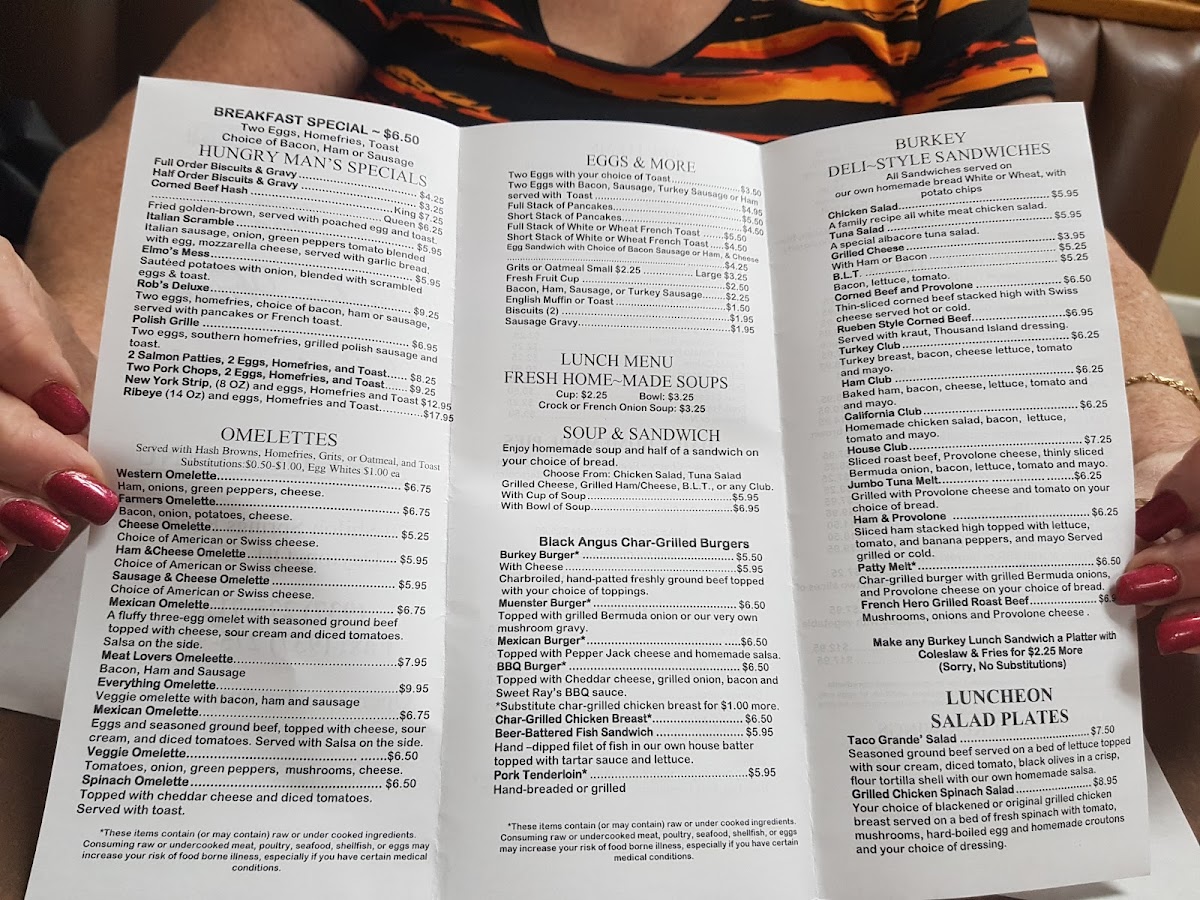 BREAKFAST SPECIAL ~ $6.50
Two Eggs, Homefries, Toast
Choice of Bacon, Ham or Sausage
HUNGRY MAN'S SPECIALS
Full Order Biscuits & Gravy ........ $4.25
Half Order Biscuits & Gravy ........ $3.25
Corned Beef Hash ........ King $7.25
........ Queen $6.25
Fried golden-brown, served with poached egg and toast.
Italian Scramble ........ $5.95
Italian sausage, onion, green peppers tomato blended
with egg, mozzarella cheese, served with garlic bread.
Elmo's Mess ........ $5.95
Sautéed potatoes with onion, blended with scrambled
eggs & toast.
Rob's Deluxe ........ $9.25
Two eggs, homefries, choice of bacon, ham or sausage,
served with pancakes or French toast.
Polish Grille ........ $6.95
Two eggs, southern homefries, grilled polish sausage and
toast.
2 Salmon Patties, 2 Eggs, Homefries, and Toast...... $8.25
Two Pork Chops, 2 Eggs, Homefries, and Toast...... $9.25
New York Strip, (8 OZ) and eggs, Homefries and Toast $12.95
Ribeye (14 Oz) and eggs, Homefries and Toast............$17.95
OMELETTES
Served with Hash Browns, Homefries, Grits, or Oatmeal, and Toast
Substitutions:$0.50-$1.00, Egg Whites $1.00 ea
Western Omelette........ $6.75
Ham, onions, green peppers, cheese.
Farmers Omelette........ $6.75
Bacon, onion, potatoes, cheese.
Cheese Omelette........ $5.25
Choice of American or Swiss cheese.
Ham &Cheese Omelette ........ $5.95
Choice of American or Swiss cheese.
Sausage & Cheese Omelette ........ $5.95
Choice of American or Swiss cheese.
Mexican Omelette........ $6.75
A fluffy three-egg omelet with seasoned ground beef
topped with cheese, sour cream and diced tomatoes.
Salsa on the side.
Meat Lovers Omeleette........ $7.95
Bacon, Ham and Sausage
Everything Omelette........ $9.95
Veggie omelette with bacon, ham and sausage
Mexican Omelette........ $6.75
Eggs and seasoned ground beef, topped with cheese, sour
cream, and diced tomatoes. Served with Salsa on the side.
Veggie Omelette........ ......$6.50
Tomatoes, onion, green peppers, mushrooms, cheese.
Spinach Omelette ........ $6.50
Topped with cheddar cheese and diced tomatoes.
Served with toast.
*These items contain (or may contain) raw or under cooked ingredients.
Consuming raw or undercooked meat, poultry, seafood, shellfish, or eggs may
increase your risk of food borne illness, especially if you have certain medical
conditions.
EGGS & MORE
Two Eggs with your choice of Toast ........ $3.50
Two Eggs with Bacon, Sausage, Turkey Sausage or Ham
served with Toast ........ $4.95
Full Stack of Pancakes........ $5.50
Short Stack of Pancakes........ $4.50
Full Stack of White or Wheat French Toast ......$5.50
Short Stack of White or Wheat French Toast ....$4.50
Egg Sandwich with Choice of Bacon Sausage or Ham, & Cheese
........ $4.25
Grits or Oatmeal Small $2.25 ........ Large $3.25
Fresh Fruit Cup ........ $2.50
Bacon, Ham, Sausage, or Turkey Sausage.......$2.25
English Muffin or Toast ........ $1.50
Biscuits (2) ........ $1.95
Sausage Gravy........ $1.95
LUNCH MENU
FRESH HOME~MADE SOUPS
Cup: $2.25 Bowl: $3.25
Crock or French Onion Soup: $3.25
SOUP & SANDWICH
Enjoy homemade soup and half of a sandwich on
your choice of bread.
Choose From: Chicken Salad, Tuna Salad
Grilled Cheese, Grilled Ham/Cheese, B.L.T., or any Club.
With Cup of Soup........ $5.95
With Bowl of Soup........ $6.95
Black Angus Char-Grilled Burgers
Burkey Burger* ........ $5.50
With Cheese ........ $5.95
Charbroiled, hand-patted freshly ground beef topped
with your choice of toppings.
Muenster Burger* ........ $6.50
Topped with grilled Bermuda onion or our very own
mushroom gravy.
Mexican Burger*........ $6.50
Topped with Pepper Jack cheese and homemade salsa.
BBQ Burger* ........ $6.50
Topped with Cheddar cheese, grilled onion, bacon and
Sweet Ray's BBQ sauce.
*Substitute char-grilled chicken breast for $1.00 more.
Char-Grilled Chicken Breast*........ $6.50
Beer-Battered Fish Sandwich ........ $5.95
Hand –dipped filet of fish in our own house batter
topped with tartar sauce and lettuce.
Pork Tenderloin* ........ $5.95
Hand-breaded or grilled
*These items contain (or may contain) raw or under cooked ingredients.
Consuming raw or undercooked meat, poultry, seafood, shellfish, or eggs
may increase your risk of food borne illness, especially if you have certain
medical conditions.
BURKEY
DELI~STYLE SANDWICHES
All Sandwiches served on
our own homemade bread White or Wheat, with
potato chips
Chicken Salad........ $5.95
A family recipe all white meat chicken salad.
Tuna Salad ........ $5.95
A special albacore tuna salad.
Grilled Cheese ........ $3.95
With Ham or Bacon ........ $5.25
B.L.T. ........ $5.25
Bacon, lettuce, tomato.
Corned Beef and Provolone ........ $6.50
Thin-sliced corned beef stacked high with Swiss
cheese served hot or cold.
Rueben Style Corned Beef........ $6.95
Served with kraut, Thousand Island dressing.
Turkey Club ........ $6.25
Turkey breast, bacon, cheese lettuce, tomato
and mayo.
Ham Club ........ $6.25
Baked ham, bacon, cheese, lettuce, tomato and
and mayo.
California Club ........ $6.25
Homemade chicken salad, bacon, lettuce,
tomato and mayo.
House Club ........ $7.25
Sliced roast beef, Provolone cheese, thinly sliced
Bermuda onion, bacon, lettuce, tomato and mayo.
Jumbo Tuna Melt........ $6.25
Grilled with Provolone cheese and tomato on your
choice of bread.
Ham & Provolone ........ $6.25
Sliced ham stacked high topped with lettuce,
tomato, and banana peppers, and mayo Served
grilled or cold.
Patty Melt* ........ $6.50
Char-grilled burger with grilled Bermuda onions,
and Provolone cheese on your choice of bread.
French Hero Grilled Roast Beef........
Mushrooms, onions and Provolone cheese .
Make any Burkey Lunch Sandwich a Platter with
Coleslaw & Fries for $2.25 More
(Sorry, No Substitutions)
LUNCHEON
SALAD PLATES
Taco Grande' Salad ........ $7.50
Seasoned ground beef served on a bed of lettuce topped
with sour cream, diced tomato, black olives in a crisp,
flour tortilla shell with our own homemade salsa.
Grilled Chicken Spinach Salad ........ $8.95
Your choice of blackened or original grilled chicken
breast served on a bed of fresh spinach with tomato,
mushrooms, hard-boiled egg and homemade croutons
and your choice of dressing.